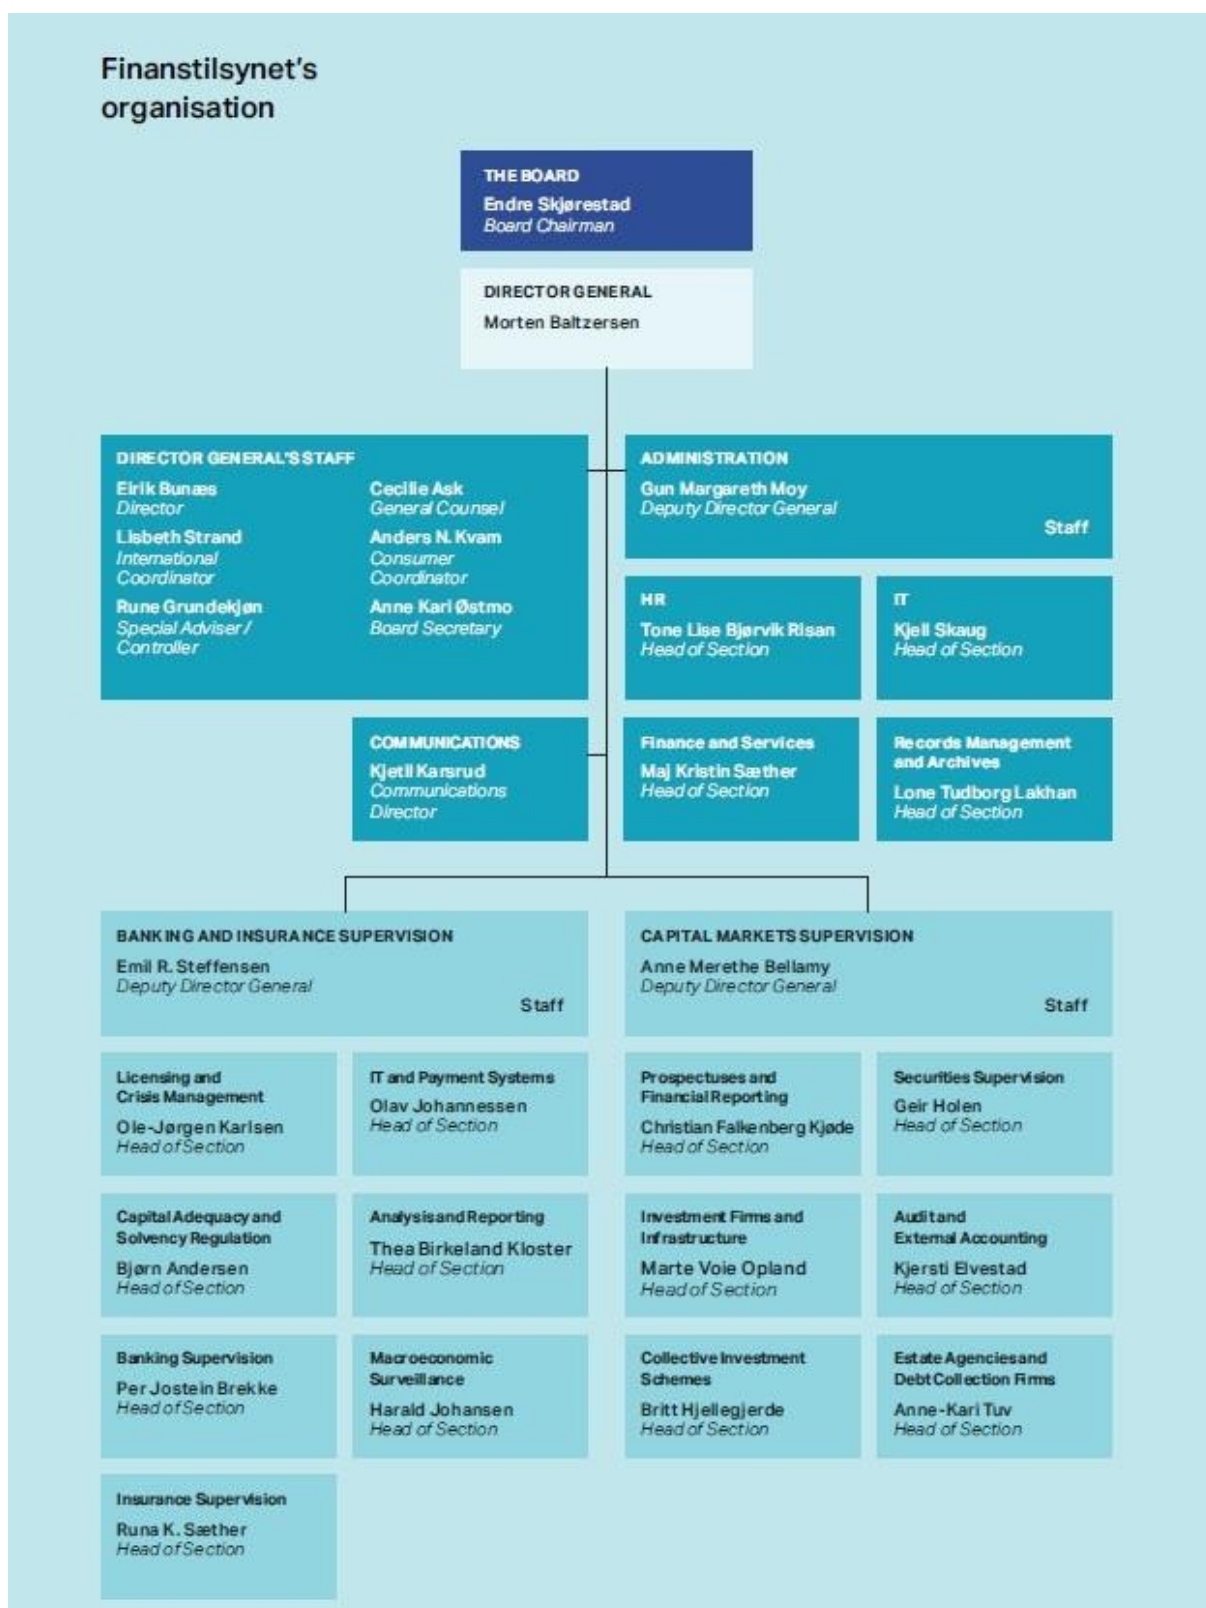 Finanstilsynet's
organisation
THE BOARD
Endre Skjørestad
Board Chairman
DIRECTOR GENERAL
Morten Baltzersen
DIRECTOR GENERAL'S STAFF
Eirik Bunæs
Director
Lisbeth Strand
International
Coordinator
Rune Grundekjøn
Special Adviser /
Controller
Cecilie Ask
General Counsel
Anders N. Kvam
Consumer
Coordinator
Anne Kari Østmo
Board Secretary
ADMINISTRATION
Gun Margareth Moy
Deputy Director General
Staff
HR
Tone Lise Bjørvik Risan
Head of Section
IT
Kjell Skaug
Head of Section
COMMUNICATIONS
Kjetil Karsrud
Communications
Director
Finance and Services
Maj Kristin Sæther
Head of Section
Records Management
and Archives
Lone Tudborg Lakhan
Head of Section
BANKING AND INSURANCE SUPERVISION
Emil R. Steffensen
Deputy Director General
Staff
Licensing and
Crisis Management
Ole-Jørgen Karlsen
Head of Section
IT and Payment Systems
Olav Johannessen
Head of Section
Capital Adequacy and
Solvency Regulation
Bjørn Andersen
Head of Section
Analysis and Reporting
Thea Birkeland Kloster
Head of Section
Banking Supervision
Per Jostein Brekke
Head of Section
Macroeconomic
Surveillance
Harald Johansen
Head of Section
Insurance Supervision
Runa K. Sæther
Head of Section
CAPITAL MARKETS SUPERVISION
Anne Merethe Bellamy
Deputy Director General
Staff
Prospectuses and
Financial Reporting
Christian Falkenberg Kjøde
Head of Section
Securities Supervision
Geir Holen
Head of Section
Investment Firms and
Infrastructure
Marte Voie Opland
Head of Section
Audit and
External Accounting
Kjersti Elvestad
Head of Section
Collective Investment
Schemes
Britt Hjellegjerde
Head of Section
Estate Agencies and
Debt Collection Firms
Anne-Kari Tuv
Head of Section